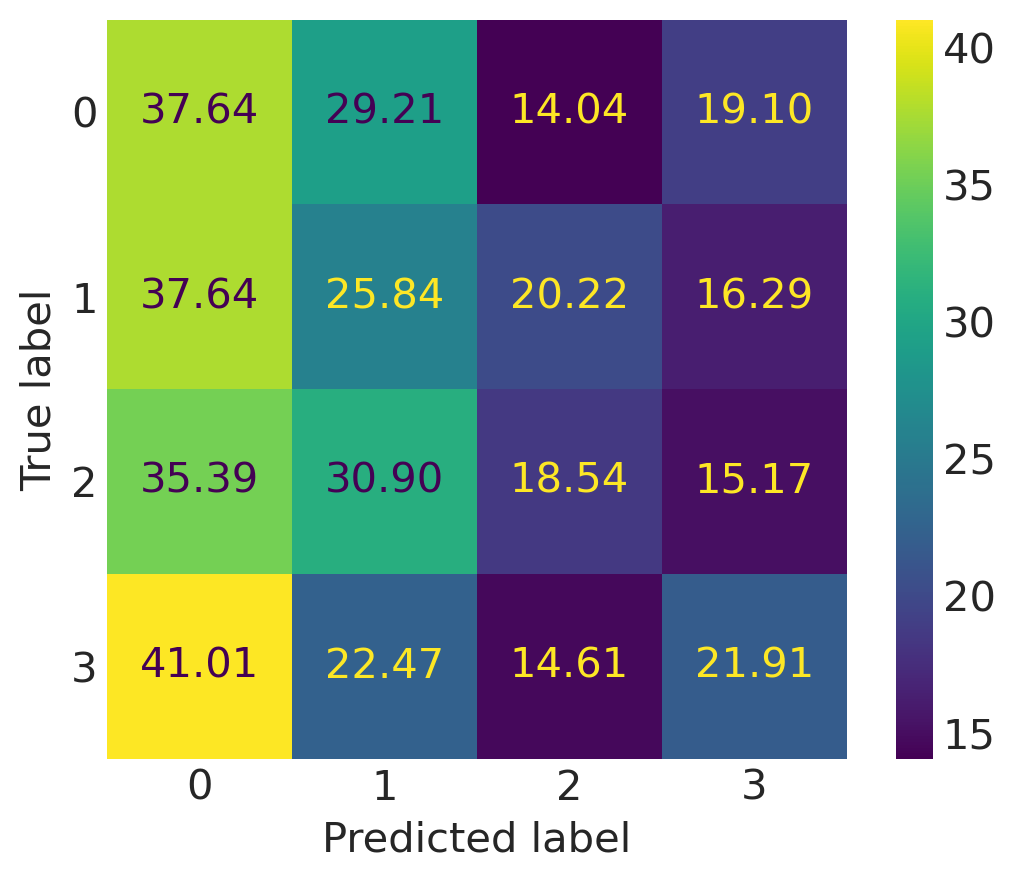 0 37.64 29.21 14.04 19.10
1 37.64 25.84 20.22 16.29
2 35.39 30.90 18.54 15.17
3 41.01 22.47 14.61 21.91
0 1 2 3
Predicted label
True label
40
35
30
25
20
15